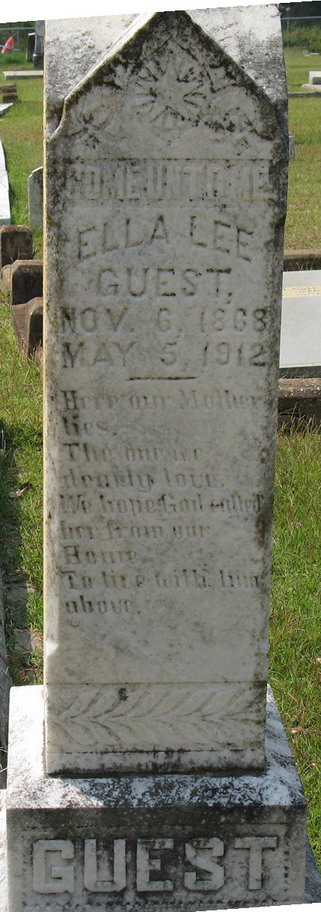 COME UNTO ME
ELLA LEE
GUEST,
NOV. 6. 1868
MAY 5. 1912
Here our Mother
lies.
The one we
dearly love.
We hope God called
her from our
Home
To live with him
above.
GUEST